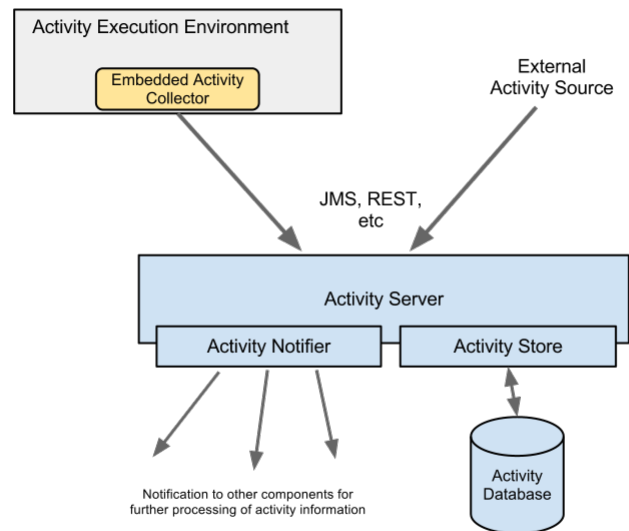 Activity Execution Environment
Embedded Activity
Collector
External
Activity Source
JMS, REST,
etc
Activity Server
Activity Notifier
Activity Store
Activity
Database
Notification to other components for
further processing of activity information